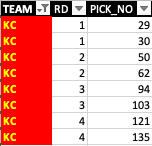 TEAM RD PICK_NO
KC 1 29
KC 1 30
KC 2 50
KC 2 62
KC 3 94
KC 3 103
KC 4 121
KC 4 135